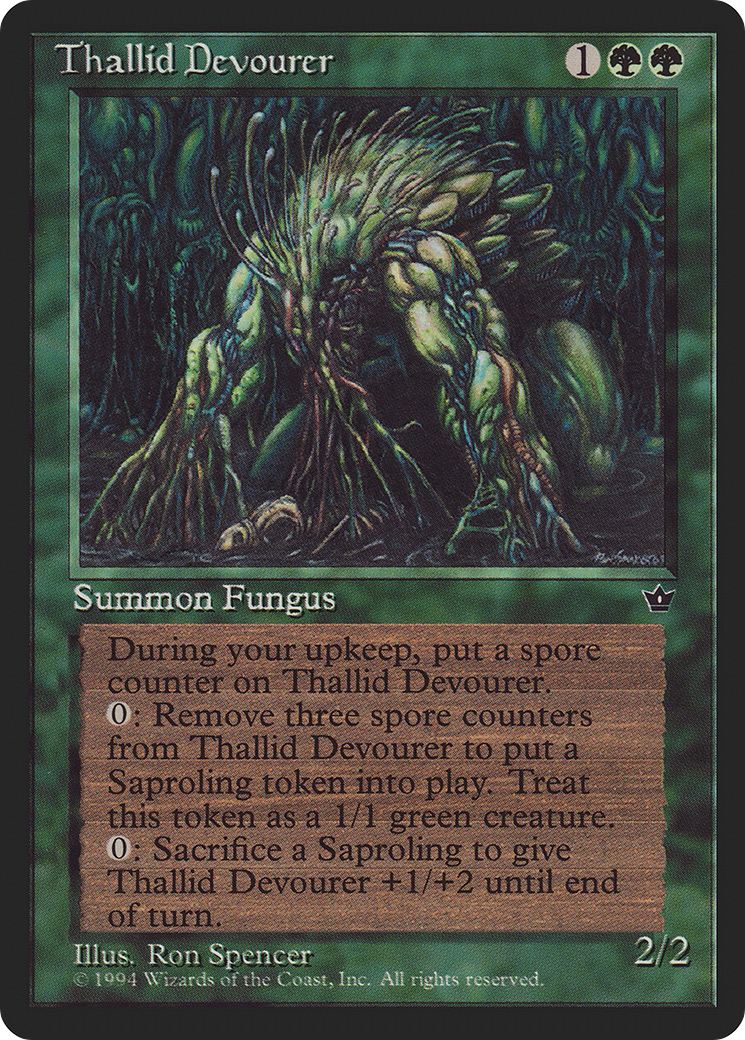 Thallid Devourer 1
Summon Fungus
During your upkeep, put a spore
counter on Thallid Devourer.
0: Remove three spore counters
from Thallid Devourer to put a
Saproling token into play. Treat
this token as a 1/1 green creature.
0: Sacrifice a Saproling to give
Thallid Devourer +1/+2 until end
of turn.
Illus. Ron Spencer 2/2
© 1994 Wizards of the Coast, Inc. All rights reserved.